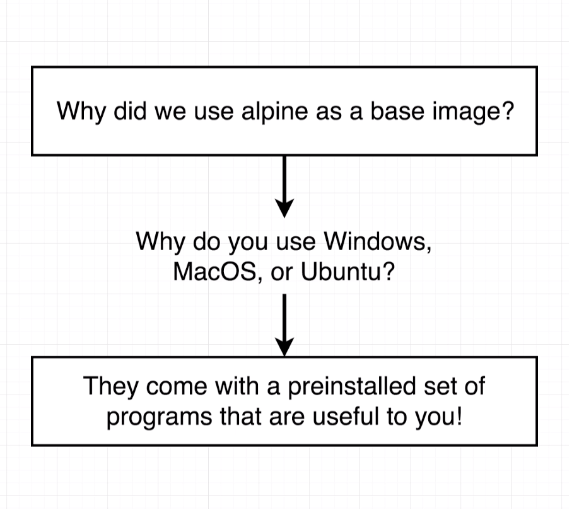 Why did we use alpine as a base image?
Why do you use Windows,
MacOS, or Ubuntu?
They come with a preinstalled set of
programs that are useful to you!